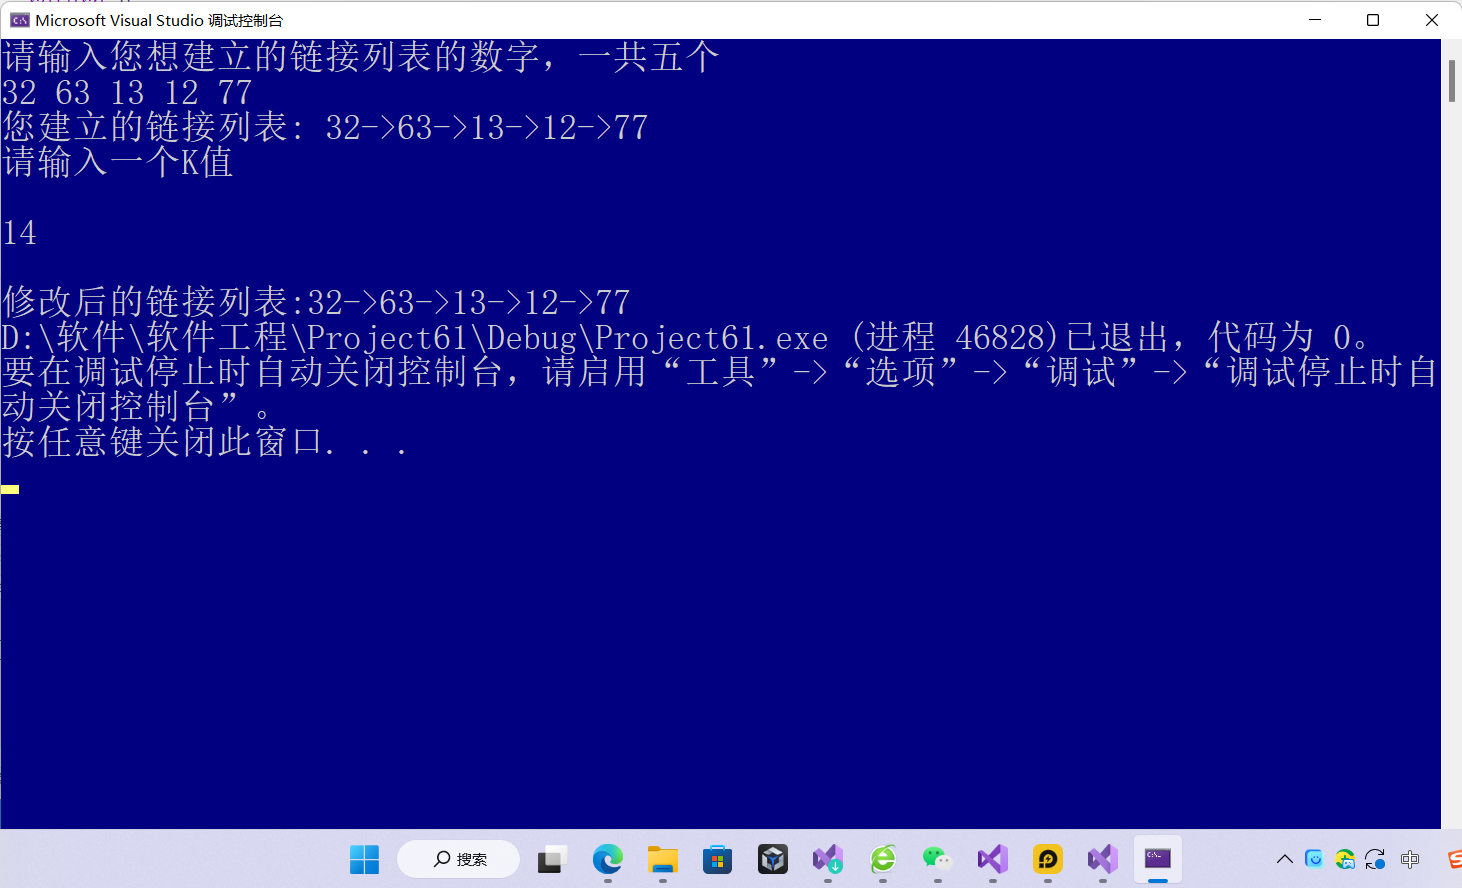 Microsoft Visual Studio 调试控制台
请输入您想建立的链接列表的数字，一共五个
32 63 13 12 77
您建立的链接列表: 32->63->13->12->77
请输入一个K值
14
修改后的链接列表:32->63->13->12->77
D:\软件\软件工程\Project61\Debug\Project61.exe (进程 46828)已退出，代码为 0。
要在调试停止时自动关闭控制台，请启用“工具”->“选项”->“调试”->“调试停止时自
动关闭控制台”。
按任意键关闭此窗口. . .
搜索
中